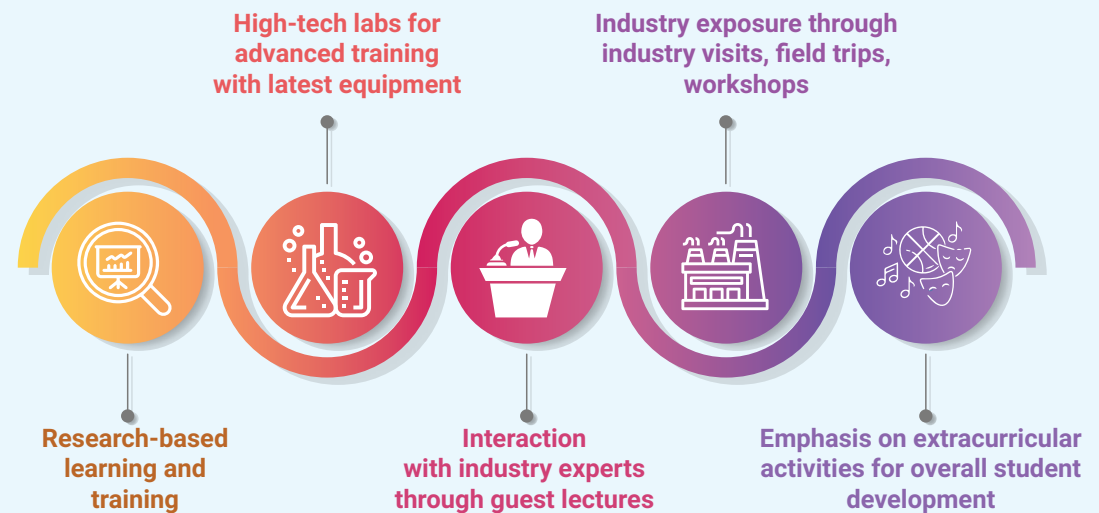 High-tech labs for
advanced training
with latest equipment
Industry exposure through
industry visits, field trips,
workshops
Research-based
learning and
training
Interaction
with industry experts
through guest lectures
Emphasis on extracurricular
activities for overall student
development